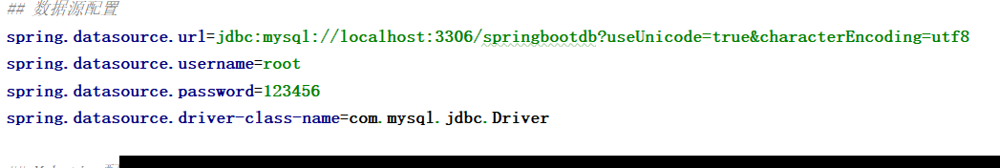 ## 数据源配置
spring.datasource.url=jdbc:mysql://localhost:3306/springbootdb?useUnicode=true&characterEncoding=utf8
spring.datasource.username=root
spring.datasource.password=123456
spring.datasource.driver-class-name=com.mysql.jdbc.Driver
##